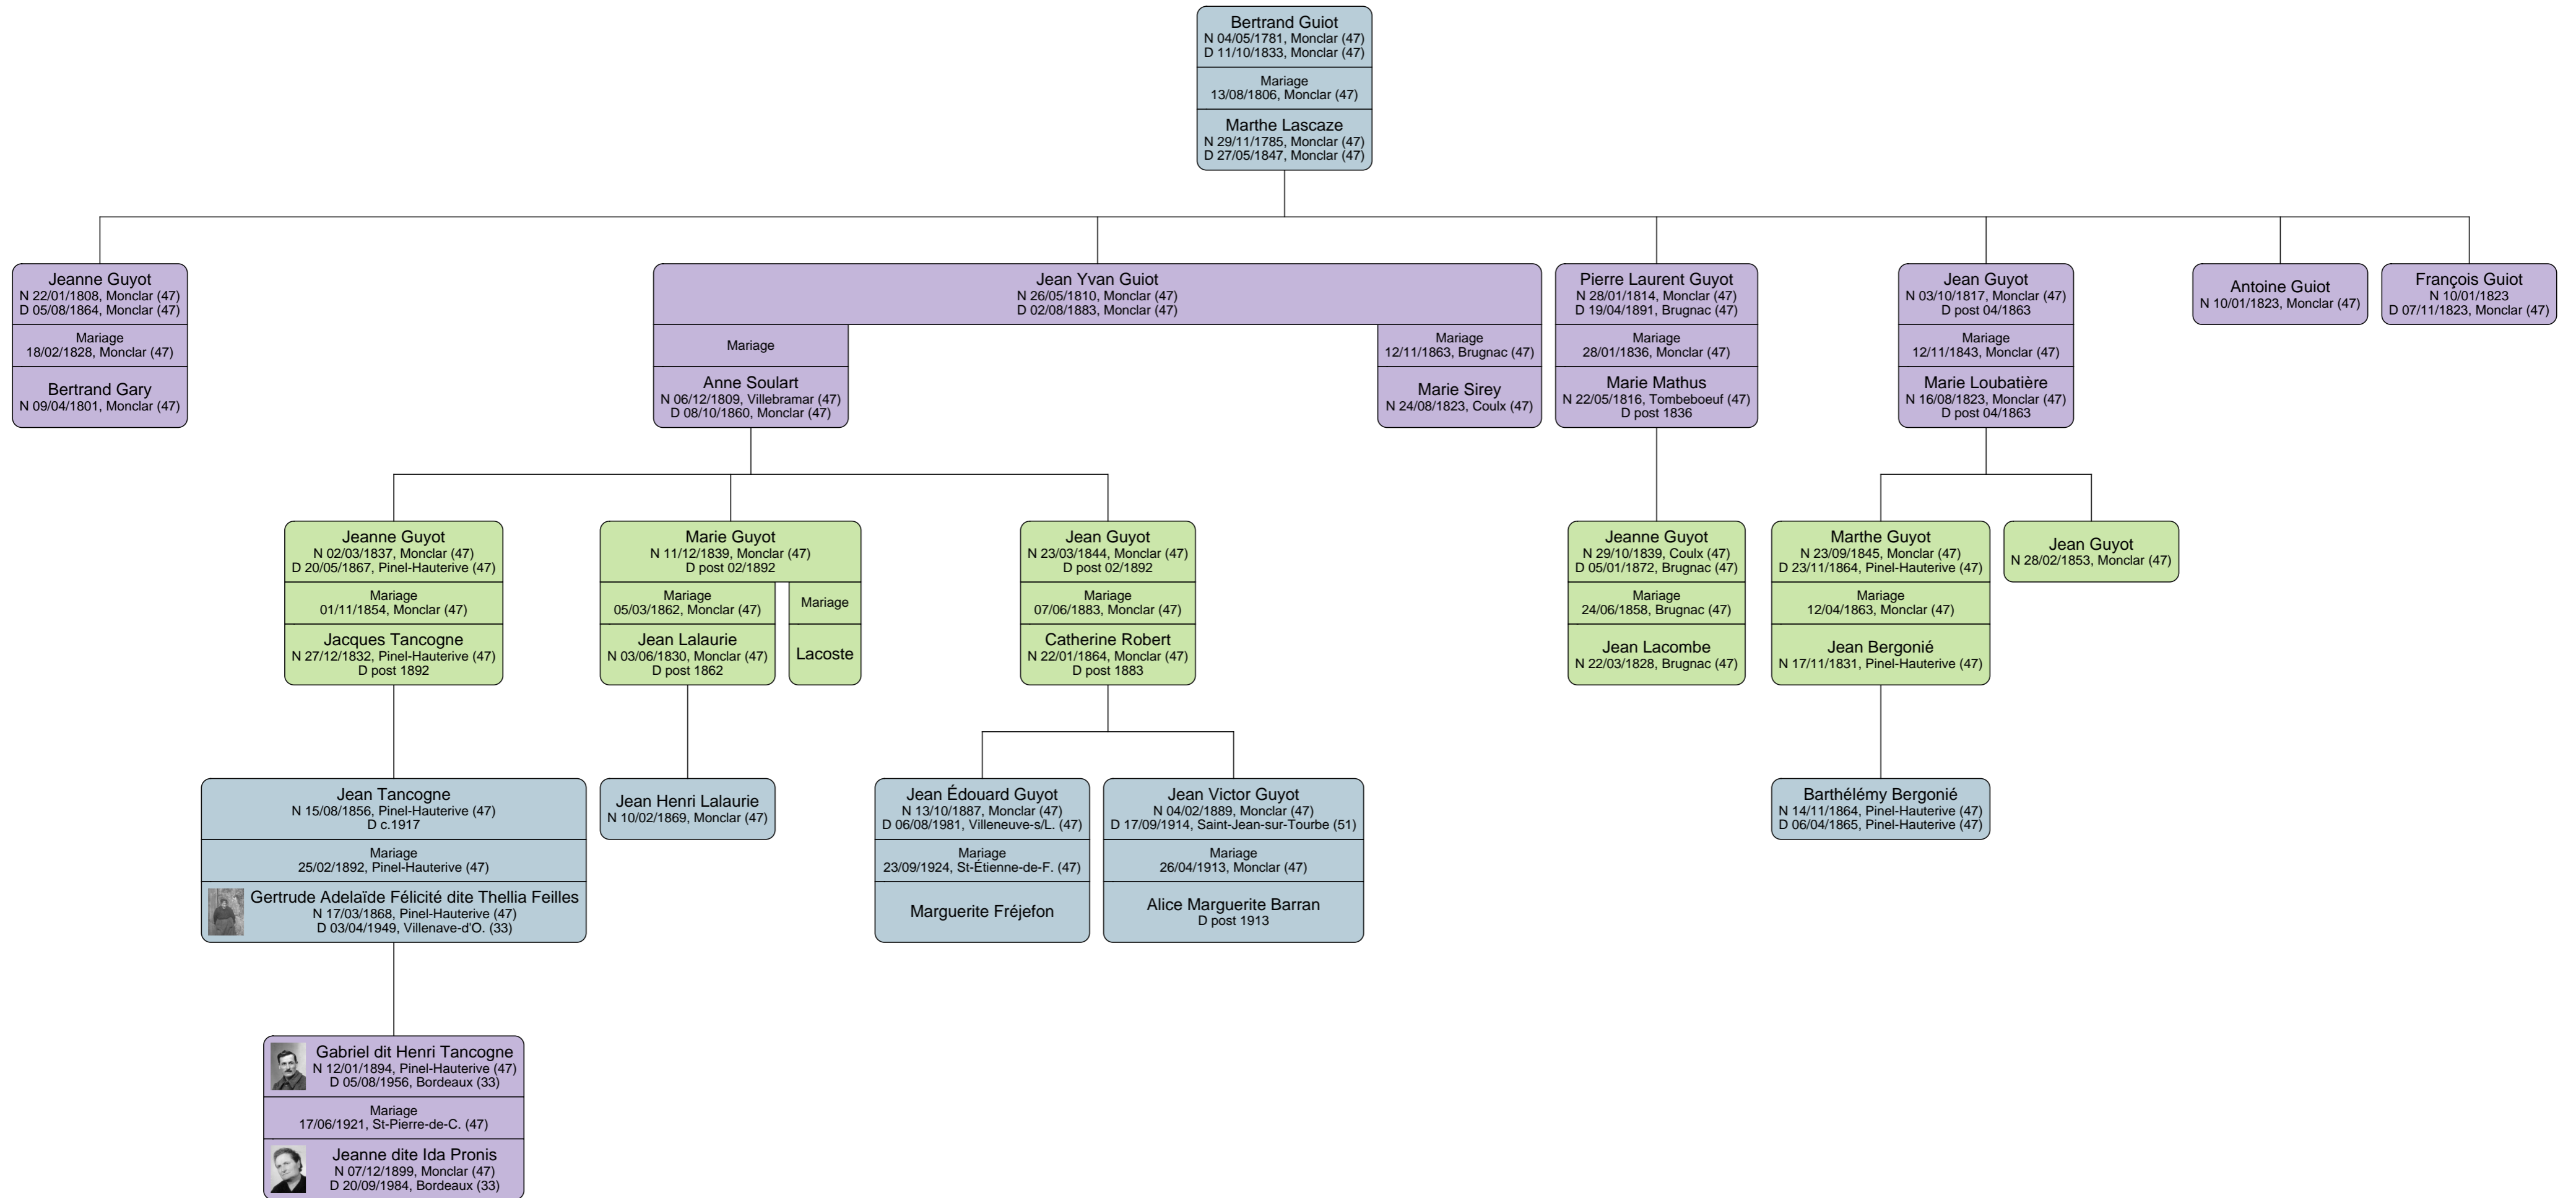 Bertrand Guiot
N 04/05/1781, Monclar (47)
D 11/10/1833, Monclar (47)
Mariage
13/08/1806, Monclar (47)
Marthe Lascaze
N 29/11/1785, Monclar (47)
D 27/05/1847, Monclar (47)
Jeanne Guyot
N 22/01/1808, Monclar (47)
D 05/08/1864, Monclar (47)
Mariage
18/02/1828, Monclar (47)
Bertrand Gary
N 09/04/1801, Monclar (47)
Jean Yvan Guiot
N 26/05/1810, Monclar (47)
D 02/08/1883, Monclar (47)
Mariage
Anne Soulart
N 06/12/1809, Villebramar (47)
D 08/10/1860, Monclar (47)
Mariage
12/11/1863, Brugnac (47)
Marie Sirey
N 24/08/1823, Coulx (47)
Pierre Laurent Guyot
N 28/01/1814, Monclar (47)
D 19/04/1891, Brugnac (47)
Mariage
28/01/1836, Monclar (47)
Marie Mathus
N 22/05/1816, Tombeboeuf (47)
D post 1836
Jean Guyot
N 03/10/1817, Monclar (47)
D post 04/1863
Mariage
12/11/1843, Monclar (47)
Marie Loubatière
N 16/08/1823, Monclar (47)
D post 04/1863
Antoine Guiot
N 10/01/1823, Monclar (47)
François Guiot
N 10/01/1823
D 07/11/1823, Monclar (47)
Jeanne Guyot
N 02/03/1837, Monclar (47)
D 20/05/1867, Pinel-Hauterive (47)
Mariage
01/11/1854, Monclar (47)
Jacques Tancogne
N 27/12/1832, Pinel-Hauterive (47)
D post 1892
Marie Guyot
N 11/12/1839, Monclar (47)
D post 02/1892
Mariage
05/03/1862, Monclar (47)
Jean Lalaurie
N 03/06/1830, Monclar (47)
D post 1862
Mariage
Lacoste
Jean Guyot
N 23/03/1844, Monclar (47)
D post 02/1892
Mariage
07/06/1883, Monclar (47)
Catherine Robert
N 22/01/1864, Monclar (47)
D post 1883
Jeanne Guyot
N 29/10/1839, Coulx (47)
D 05/01/1872, Brugnac (47)
Mariage
24/06/1858, Brugnac (47)
Jean Lacombe
N 22/03/1828, Brugnac (47)
Marthe Guyot
N 23/09/1845, Monclar (47)
D 23/11/1864, Pinel-Hauterive (47)
Mariage
12/04/1863, Monclar (47)
Jean Bergonié
N 17/11/1831, Pinel-Hauterive (47)
Jean Guyot
N 28/02/1853, Monclar (47)
Jean Tancogne
N 15/08/1856, Pinel-Hauterive (47)
D c.1917
Mariage
25/02/1892, Pinel-Hauterive (47)
Gertrude Adelaïde Félicité dite Thellia Feilles
N 17/03/1868, Pinel-Hauterive (47)
D 03/04/1949, Villenave-d'O. (33)
Jean Henri Lalaurie
N 10/02/1869, Monclar (47)
Jean Édouard Guyot
N 13/10/1887, Monclar (47)
D 06/08/1981, Villeneuve-s/L. (47)
Mariage
23/09/1924, St-Étienne-de-F. (47)
Marguerite Fréjefon
Jean Victor Guyot
N 04/02/1889, Monclar (47)
D 17/09/1914, Saint-Jean-sur-Tourbe (51)
Mariage
26/04/1913, Monclar (47)
Alice Marguerite Barran
D post 1913
Barthélémy Bergonié
N 14/11/1864, Pinel-Hauterive (47)
D 06/04/1865, Pinel-Hauterive (47)
Gabriel dit Henri Tancogne
N 12/01/1894, Pinel-Hauterive (47)
D 05/08/1956, Bordeaux (33)
Mariage
17/06/1921, St-Pierre-de-C. (47)
Jeanne dite Ida Pronis
N 07/12/1899, Monclar (47)
D 20/09/1984, Bordeaux (33)